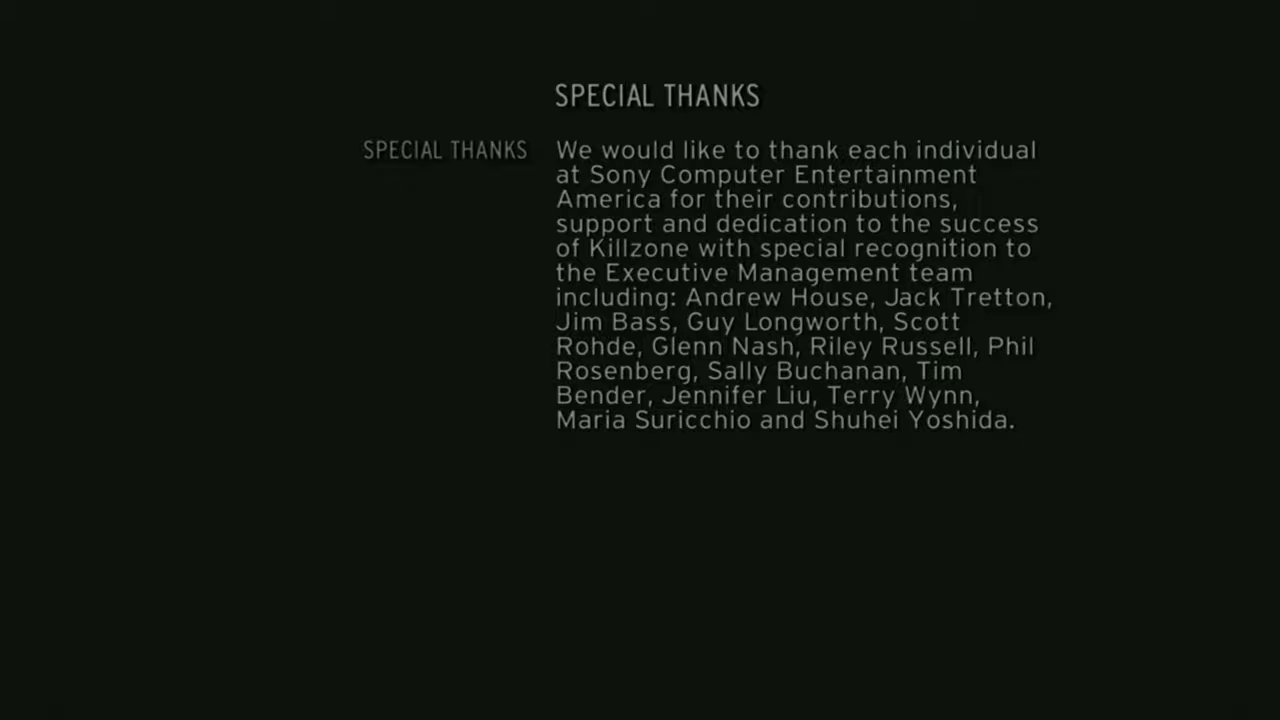 SPECIAL THANKS
SPECIAL THANKS
We would like to thank each individual
at Sony Computer Entertainment
America for their contributions,
support and dedication to the success
of Killzone with special recognition to
the Executive Management team
including: Andrew House, Jack Tretton,
Jim Bass, Guy Longworth, Scott
Rohde, Glenn Nash, Riley Russell, Phil
Rosenberg, Sally Buchanan, Tim
Bender, Jennifer Liu, Terry Wynn,
Maria Suricchio and Shuhei Yoshida.